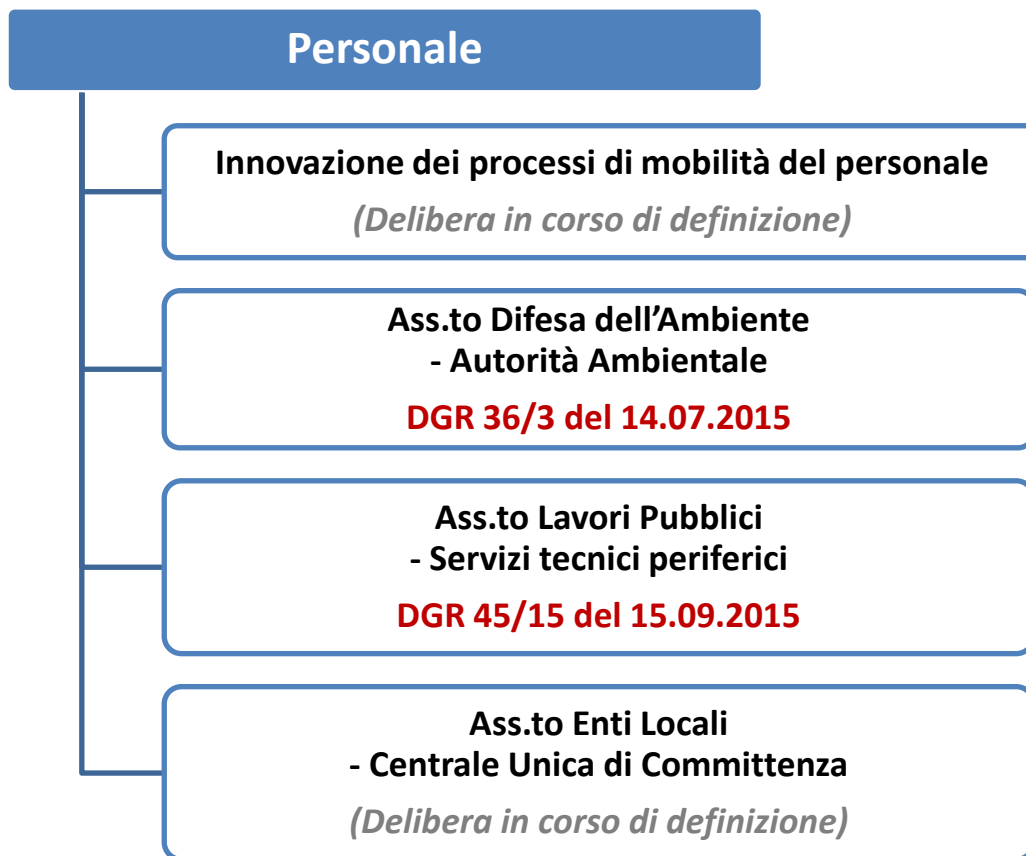 Personale
Innovazione dei processi di mobilità del personale
(Delibera in corso di definizione)
Ass.to Difesa dell’Ambiente
- Autorità Ambientale
DGR 36/3 del 14.07.2015
Ass.to Lavori Pubblici
- Servizi tecnici periferici
DGR 45/15 del 15.09.2015
Ass.to Enti Locali
- Centrale Unica di Committenza
(Delibera in corso di definizione)